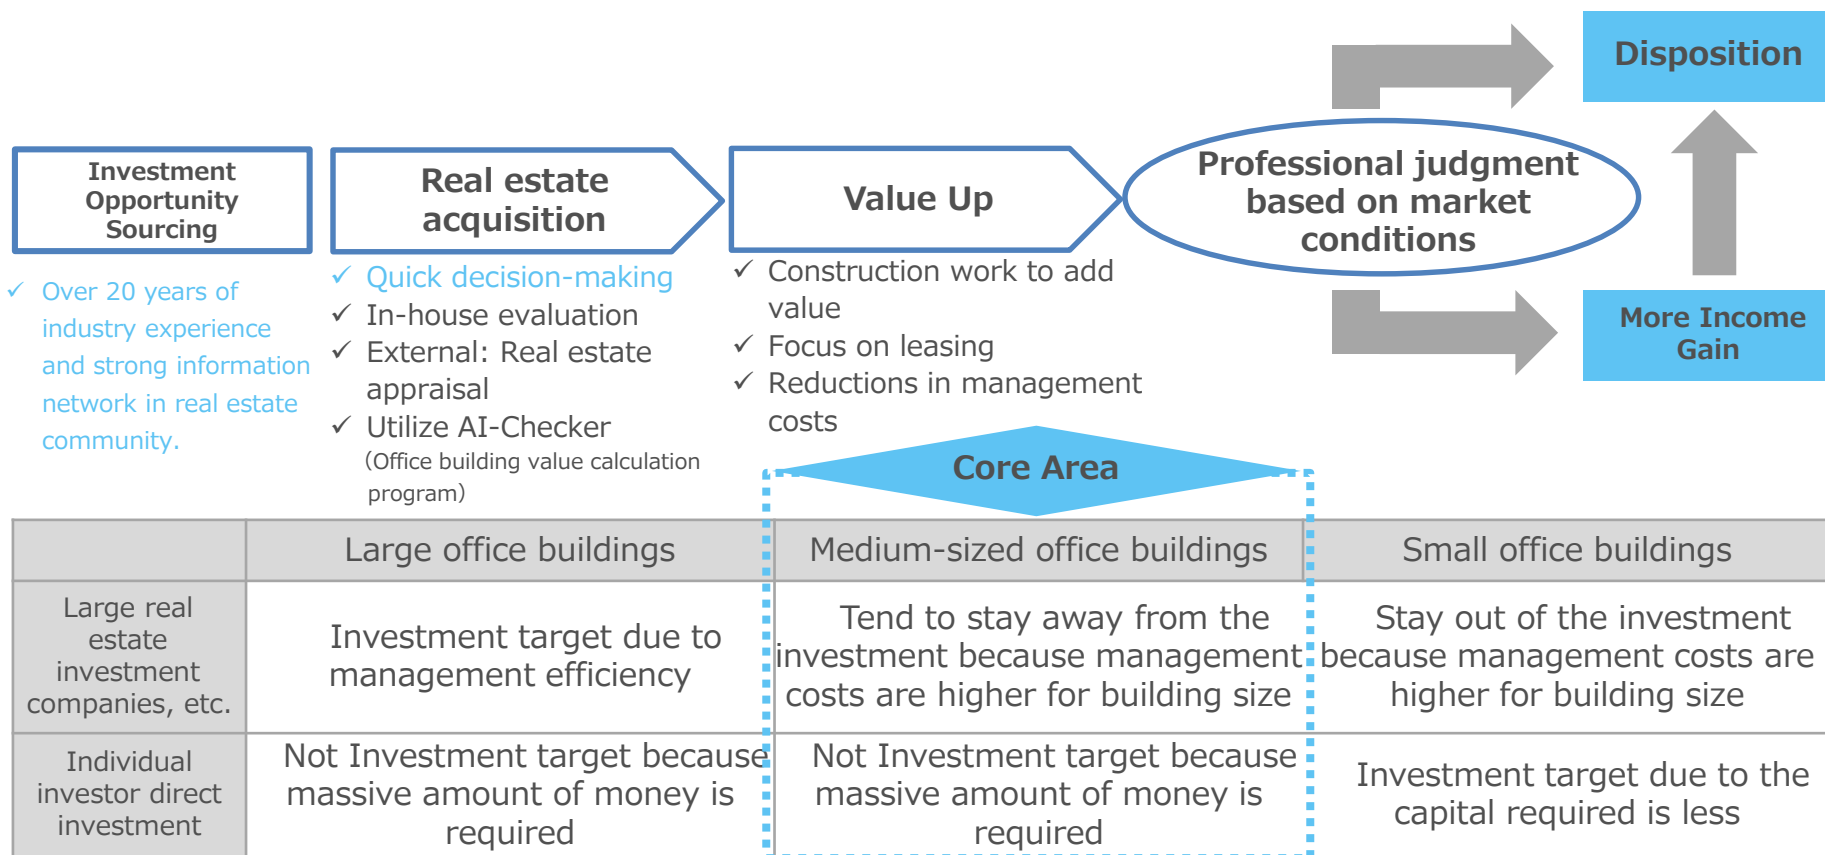 Disposition
Investment
Opportunity
Sourcing
Real estate
acquisition
Value Up
Professional judgment
based on market
conditions
More Income
Gain
✓ Over 20 years of
industry experience
and strong information
network in real estate
community.
✓ Quick decision-making
✓ In-house evaluation
✓ External: Real estate
appraisal
✓ Utilize AI-Checker
(Office building value calculation
program)
✓ Construction work to add
value
✓ Focus on leasing
✓ Reductions in management
costs
Core Area
Large office buildings
Medium-sized office buildings
Small office buildings
Large real
estate
investment
companies, etc.
Investment target due to
management efficiency
Tend to stay away from the
investment because management
costs are higher for building size
Stay out of the investment
because management costs are
higher for building size
Individual
investor direct
investment
Not Investment target because
massive amount of money is
required
Not Investment target because
massive amount of money is
required
Investment target due to the
capital required is less